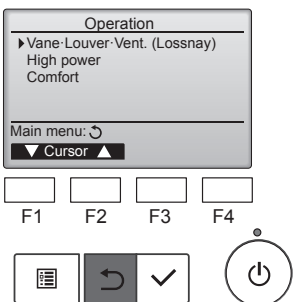 Operation
▶Vane·Louver·Vent. (Lossnay)
High power
Comfort
Main menu: ↺
▼ Cursor ▲
F1 F2 F3 F4